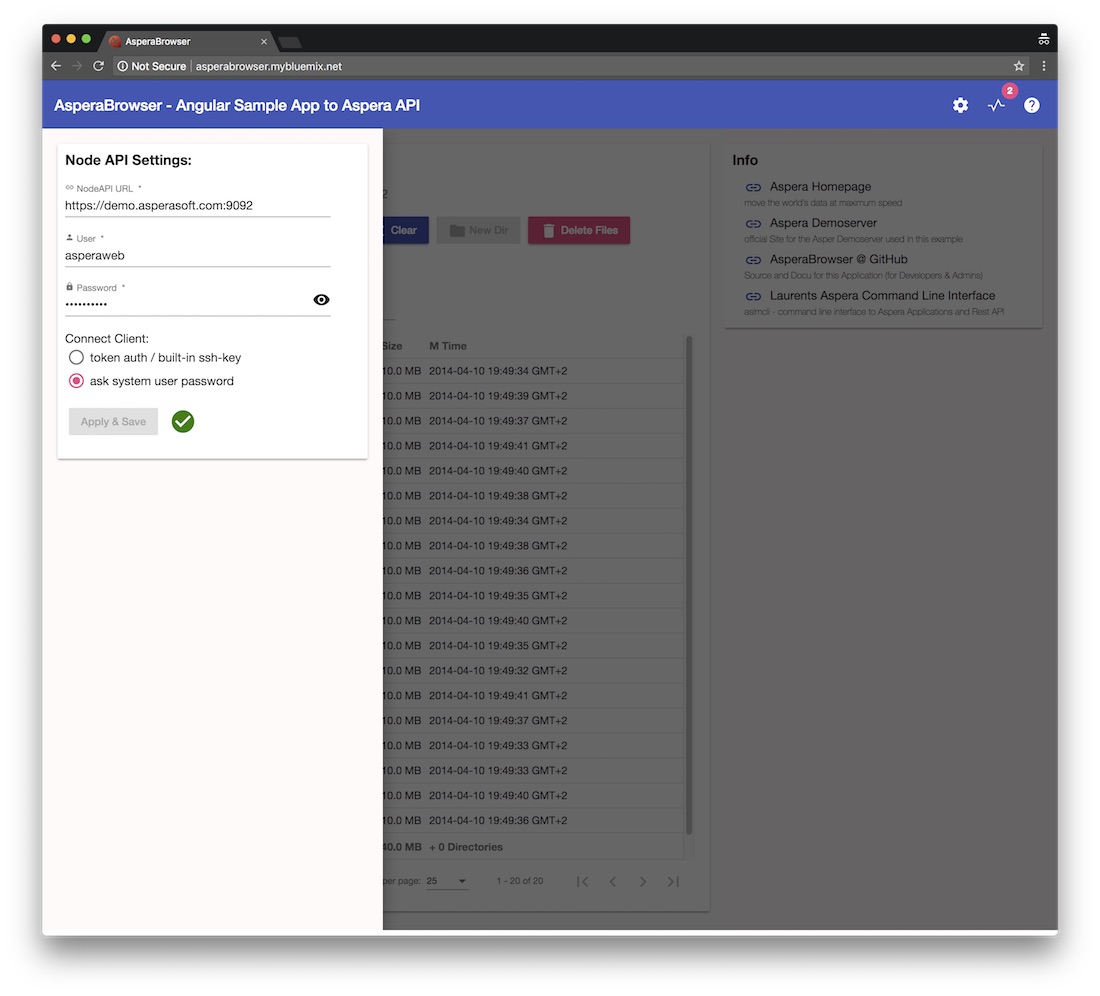 AsperaBrowser
Not Secure | asperabrowser.mybluemix.net
AsperaBrowser - Angular Sample App to Aspera API
2
Node API Settings:
NodeAPI URL *
https://demo.asperasoft.com:9092
User *
asperaweb
Password *
••••••••••
Connect Client:
token auth / built-in ssh-key
ask system user password
Apply & Save
2
Clear
New Dir
Delete Files
Size M Time
10.0 MB 2014-04-10 19:49:34 GMT+2
10.0 MB 2014-04-10 19:49:39 GMT+2
10.0 MB 2014-04-10 19:49:37 GMT+2
10.0 MB 2014-04-10 19:49:41 GMT+2
10.0 MB 2014-04-10 19:49:40 GMT+2
10.0 MB 2014-04-10 19:49:38 GMT+2
10.0 MB 2014-04-10 19:49:34 GMT+2
10.0 MB 2014-04-10 19:49:38 GMT+2
10.0 MB 2014-04-10 19:49:36 GMT+2
10.0 MB 2014-04-10 19:49:35 GMT+2
10.0 MB 2014-04-10 19:49:40 GMT+2
10.0 MB 2014-04-10 19:49:35 GMT+2
10.0 MB 2014-04-10 19:49:32 GMT+2
10.0 MB 2014-04-10 19:49:41 GMT+2
10.0 MB 2014-04-10 19:49:37 GMT+2
10.0 MB 2014-04-10 19:49:33 GMT+2
10.0 MB 2014-04-10 19:49:33 GMT+2
10.0 MB 2014-04-10 19:49:40 GMT+2
10.0 MB 2014-04-10 19:49:36 GMT+2
40.0 MB + 0 Directories
per page: 25 1 - 20 of 20
Info
Aspera Homepage
move the world's data at maximum speed
Aspera Demoserver
official Site for the Asper Demoserver used in this example
AsperaBrowser @ GitHub
Source and Docu for this Application (for Developers & Admins)
Laurents Aspera Command Line Interface
aslmcli - command line interface to Aspera Applications and Rest API